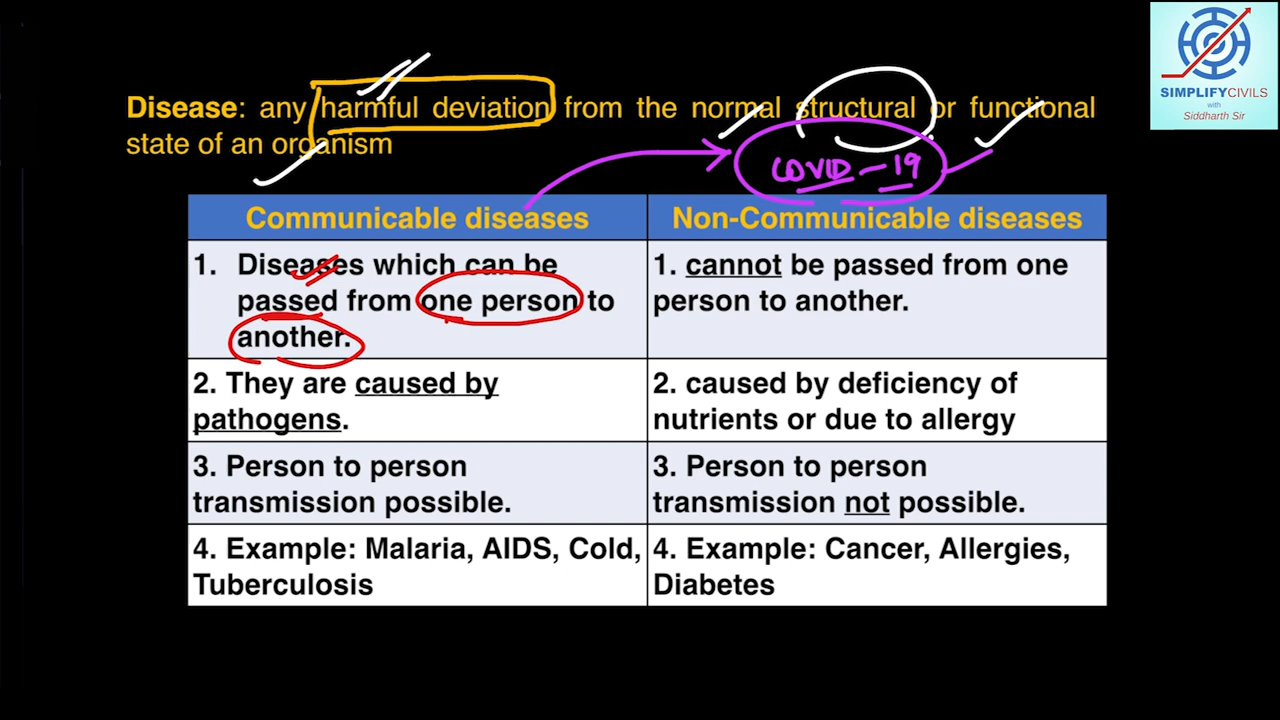 SIMPLIFYCIVILS
with
Siddharth Sir
Disease: any harmful deviation from the normal structural or functional
state of an organism
COVID-19
Communicable diseases
Non-Communicable diseases
1. Diseases which can be
passed from one person to
another.
1. cannot be passed from one
person to another.
2. They are caused by
pathogens.
2. caused by deficiency of
nutrients or due to allergy
3. Person to person
transmission possible.
3. Person to person
transmission not possible.
4. Example: Malaria, AIDS, Cold,
Tuberculosis
4. Example: Cancer, Allergies,
Diabetes